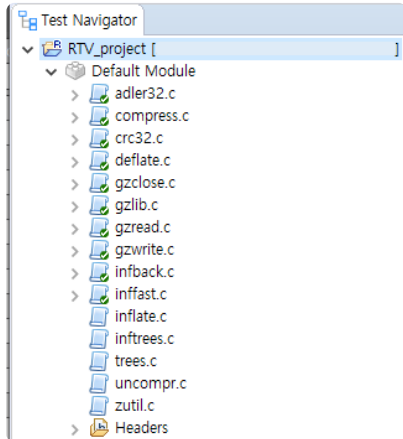 Test Navigator
RTV_project [ ]
Default Module
adler32.c
compress.c
crc32.c
deflate.c
gzclose.c
gzlib.c
gzread.c
gzwrite.c
infback.c
inffast.c
inflate.c
inftrees.c
trees.c
uncompr.c
zutil.c
Headers